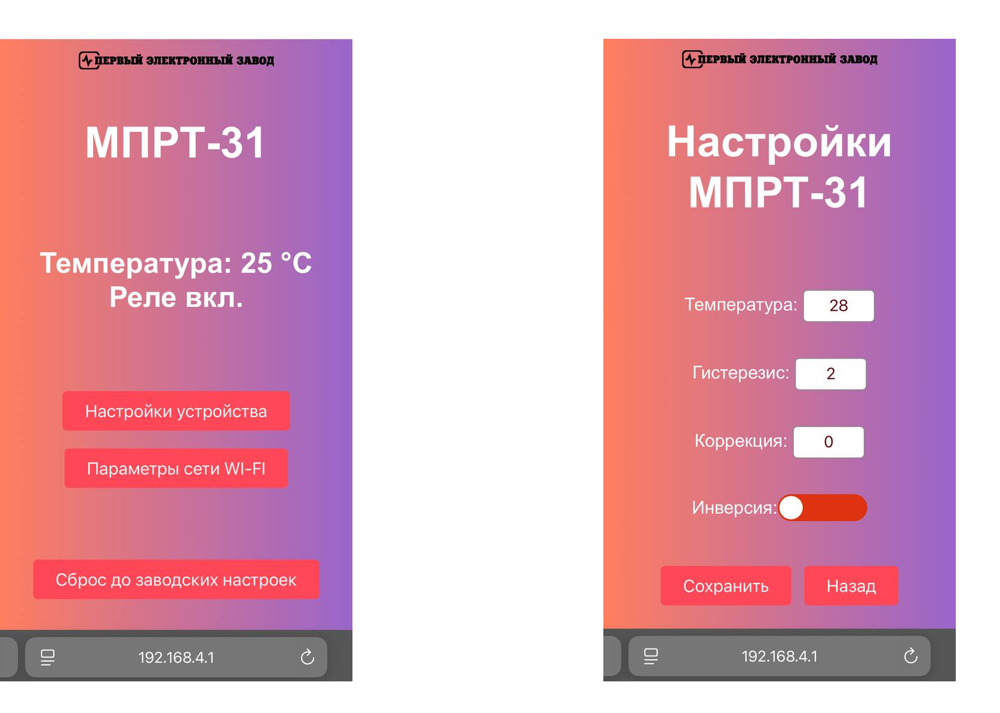 ПЕРВЫЙ ЭЛЕКТРОННЫЙ ЗАВОД
МПРТ-31
Температура: 25 °C
Реле вкл.
Настройки устройства
Параметры сети WI-FI
Сброс до заводских настроек
192.168.4.1
ПЕРВЫЙ ЭЛЕКТРОННЫЙ ЗАВОД
Настройки
МПРТ-31
Температура: 28
Гистерезис: 2
Коррекция: 0
Инверсия:
Сохранить Назад
192.168.4.1